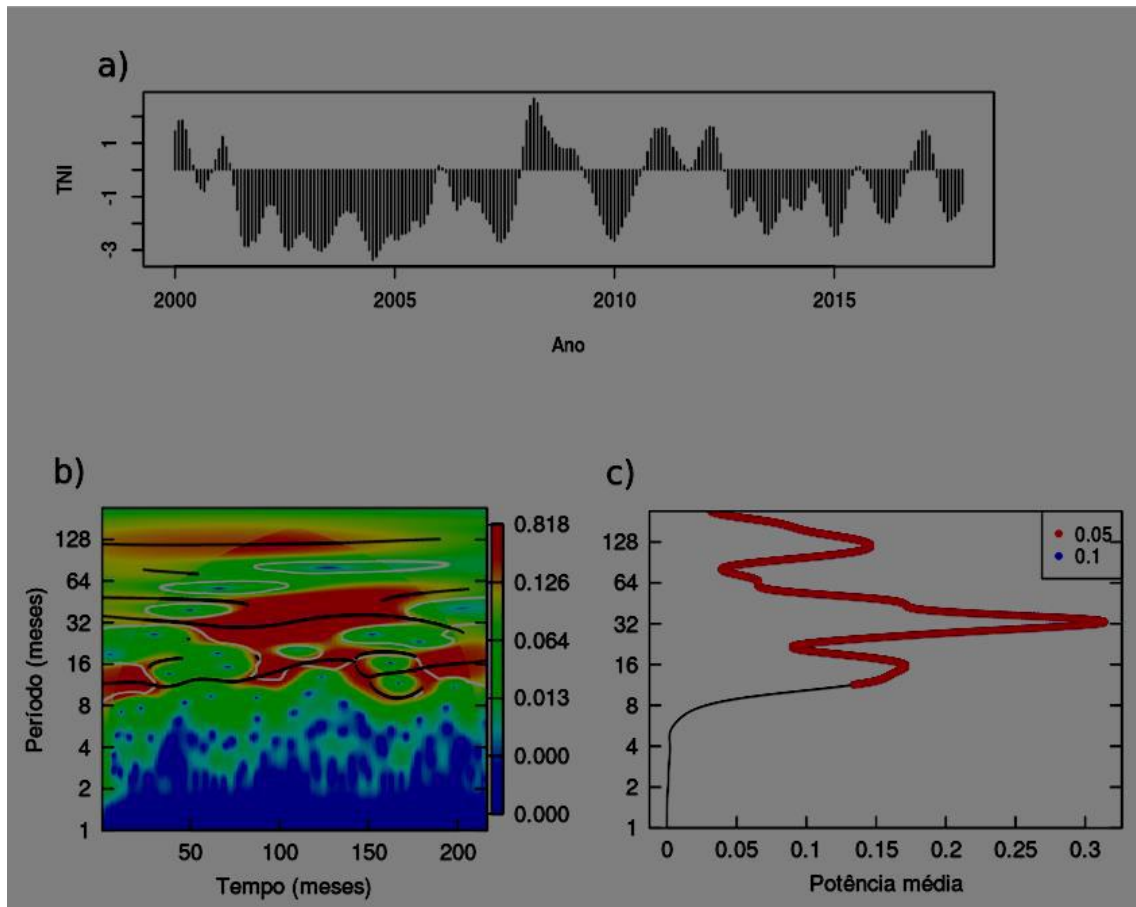 a)
TNI
1
-1
-3
2000 2005 2010 2015
Ano
b)
Período (meses)
128
64
32
16
8
4
2
1
50 100 150 200
Tempo (meses)
0.818
0.126
0.064
0.013
0.000
0.000
c)
128
64
32
16
8
4
2
1
0 0.05 0.1 0.15 0.2 0.25 0.3
Potência média
0.05
0.1